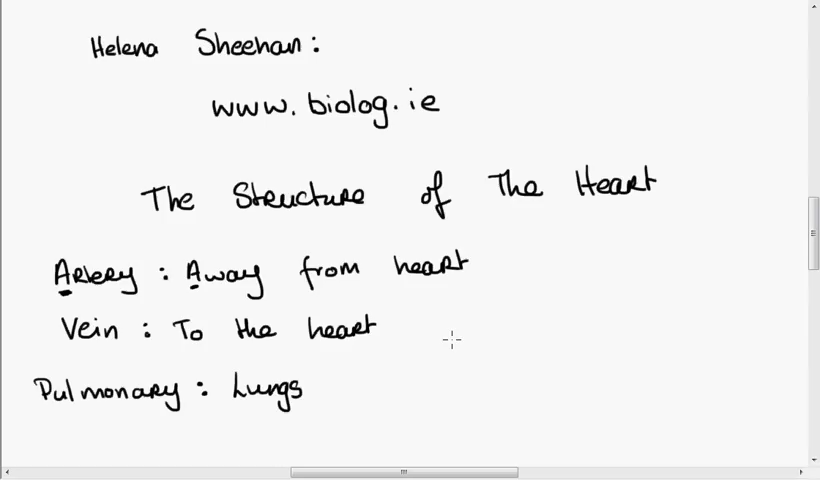 Helena Sheehan:
www.biolog.ie
The Structure of The Heart
Artery : Away from heart
Vein : To the heart
Pulmonary : Lungs